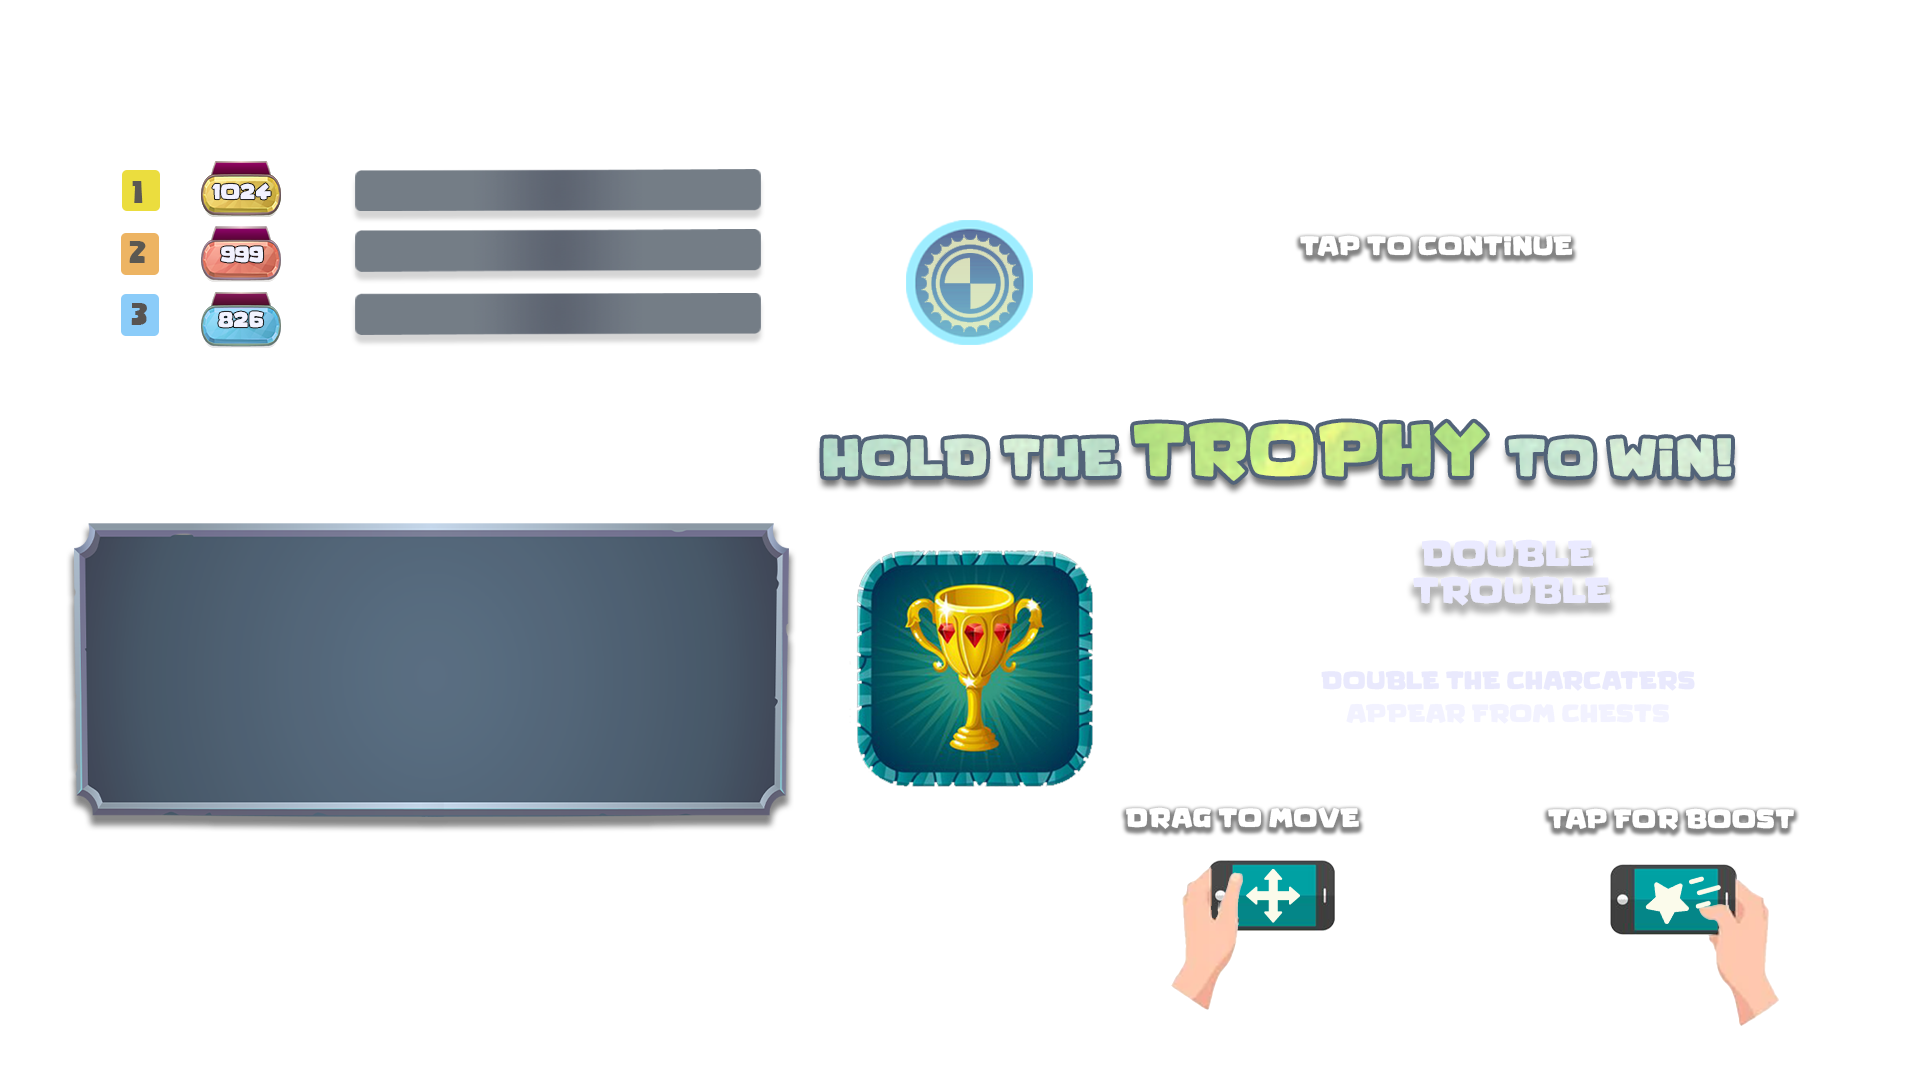 1 1024
2 999
3 826
TAP TO CONTINUE
HOLD THE TROPHY TO WIN!
DOUBLE
TROUBLE
DOUBLE THE CHARCATERS
APPEAR FROM CHESTS
DRAG TO MOVE
TAP FOR BOOST